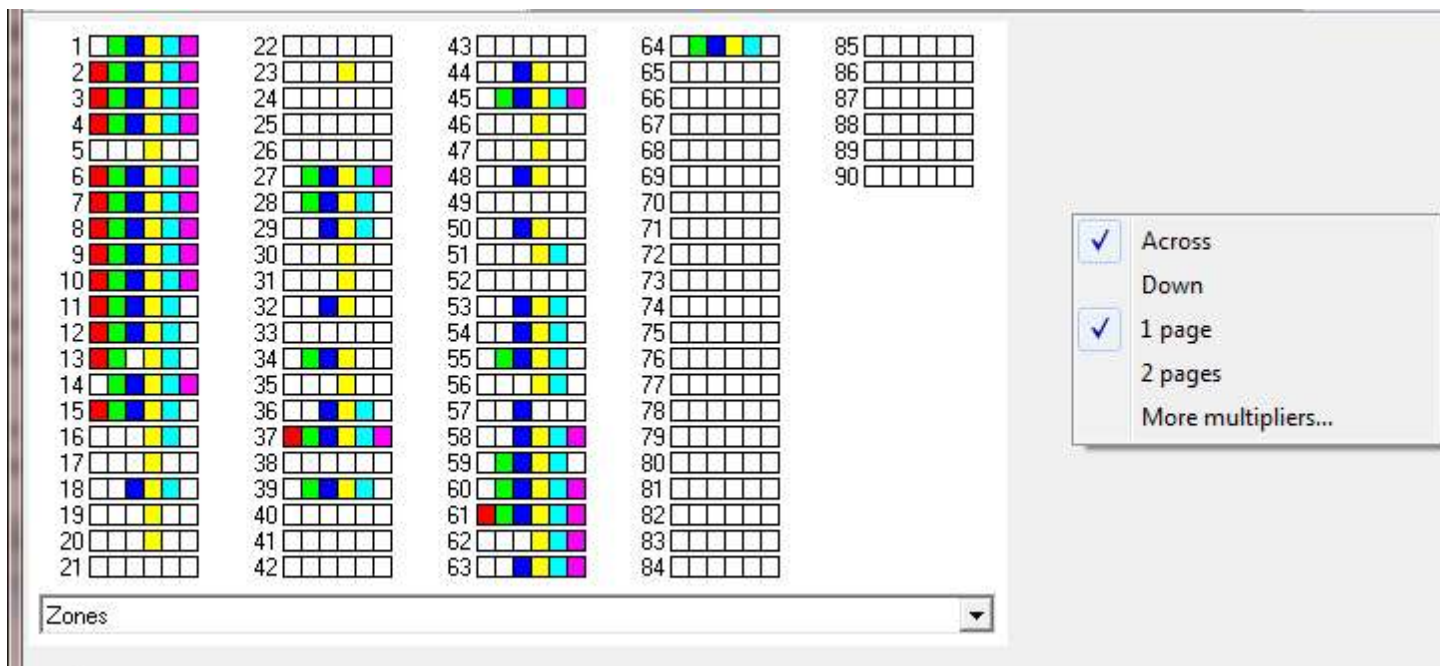 1 22 43 64 85
2 23 44 65 86
3 24 45 66 87
4 25 46 67 88
5 26 47 68 89
6 27 48 69 90
7 28 49 70
8 29 50 71
9 30 51 72
10 31 52 73
11 32 53 74
12 33 54 75
13 34 55 76
14 35 56 77
15 36 57 78
16 37 58 79
17 38 59 80
18 39 60 81
19 40 61 82
20 41 62 83
21 42 63 84
Zones
Across
Down
1 page
2 pages
More multipliers...